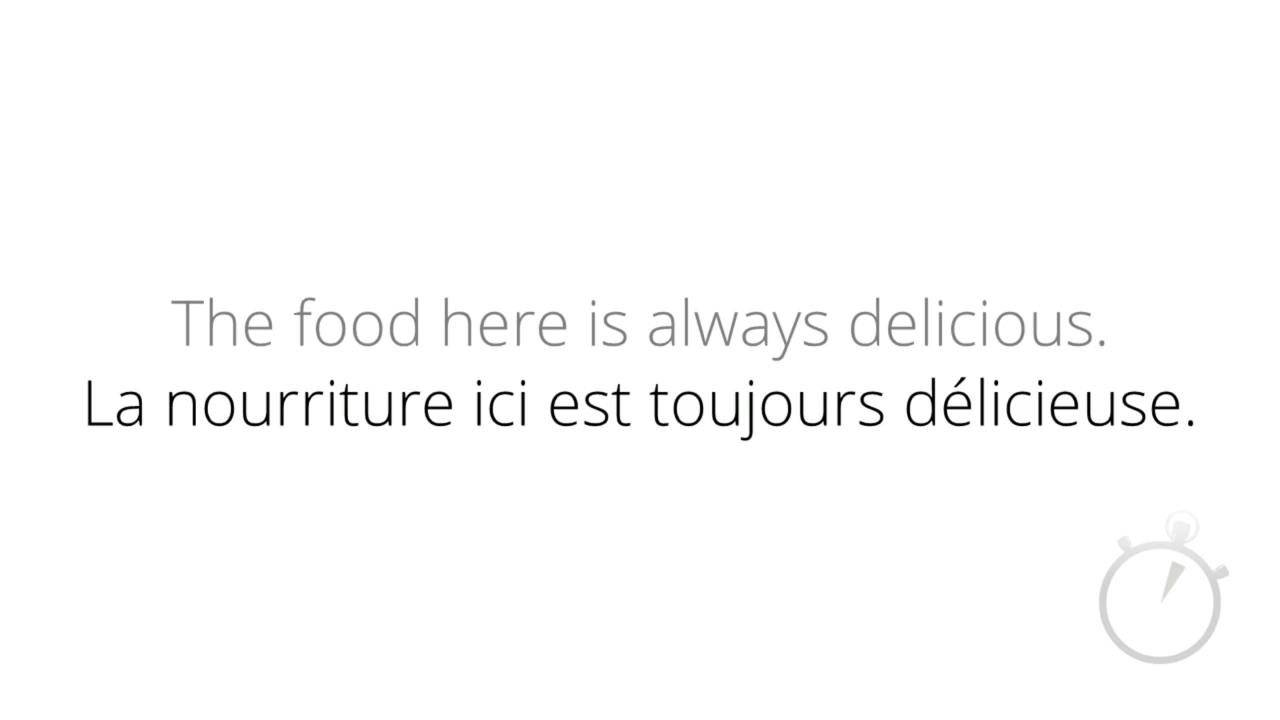 The food here is always delicious.
La nourriture ici est toujours délicieuse.